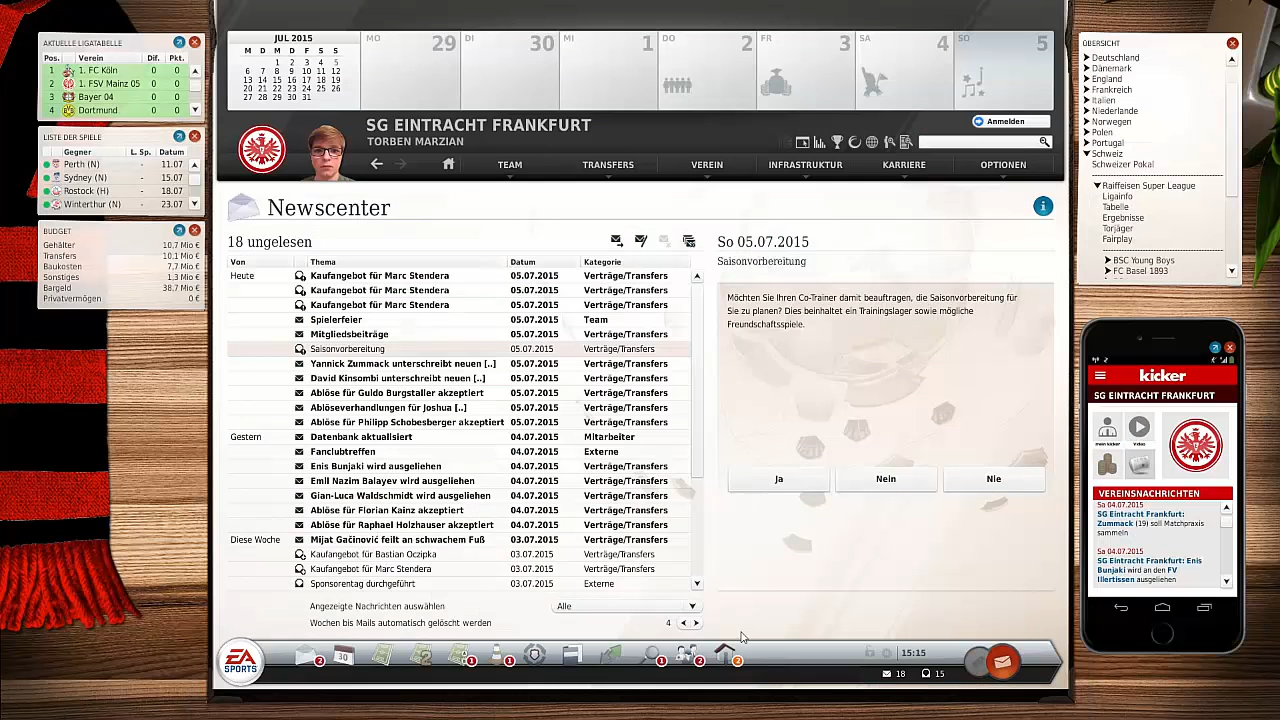 AKTUELLE LIGATABELLE
Pos. Verein Dif. Pkt.
1 1. FC Köln 0 0
2 1. FSV Mainz 05 0 0
3 Bayer 04 0 0
4 Dortmund 0 0
LISTE DER SPIELE
Gegner L. Sp. Datum
Perth (N) - 11.07
Sydney (N) - 15.07
Rostock (H) - 18.07
Winterthur (N) - 23.07
BUDGET
Gehälter 10,7 Mio €
Transfers 10,1 Mio €
Baukosten 7,7 Mio €
Sonstiges 1,3 Mio €
Bargeld 38,7 Mio €
Privatvermögen 0 €
JUL 2015
M D M D F S S
1 2 3 4 5
6 7 8 9 10 11 12
13 14 15 16 17 18 19
20 21 22 23 24 25 26
27 28 29 30 31
MO 29 DI 30 MI 1 DO 2 FR 3 SA 4 SO 5
SG EINTRACHT FRANKFURT
TORBEN MARZIAN
Anmelden
TEAM TRANSFERS VEREIN INFRASTRUKTUR KARRIERE OPTIONEN
Newscenter
18 ungelesen
Von Thema Datum Kategorie
Heute Kaufangebot für Marc Stendera 05.07.2015 Verträge/Transfers
Kaufangebot für Marc Stendera 05.07.2015 Verträge/Transfers
Kaufangebot für Marc Stendera 05.07.2015 Verträge/Transfers
Spielerfeier 05.07.2015 Team
Mitgliedsbeiträge 05.07.2015 Verträge/Transfers
Saisonvorbereitung 05.07.2015 Verträge/Transfers
Yannick Zummack unterschreibt neuen [..] 05.07.2015 Verträge/Transfers
David Kinsombi unterschreibt neuen [..] 05.07.2015 Verträge/Transfers
Ablöse für Guido Burgstaller akzeptiert 05.07.2015 Verträge/Transfers
Ablöseverhandlungen für Joshua [..] 05.07.2015 Verträge/Transfers
Ablöse für Philipp Schobesberger akzeptiert 05.07.2015 Verträge/Transfers
Gestern Datenbank aktualisiert 04.07.2015 Mitarbeiter
Fanclubtreffen 04.07.2015 Externe
Enis Bunjaki wird ausgeliehen 04.07.2015 Verträge/Transfers
Emil Nazim Balayev wird ausgeliehen 04.07.2015 Verträge/Transfers
Gian-Luca Waldschmidt wird ausgeliehen 04.07.2015 Verträge/Transfers
Ablöse für Florian Kainz akzeptiert 04.07.2015 Verträge/Transfers
Ablöse für Raphael Holzhauser akzeptiert 04.07.2015 Verträge/Transfers
Diese Woche Mijat Gaćinović feilt an schwachem Fuß 03.07.2015 Verträge/Transfers
Kaufangebot für Bastian Oczipka 03.07.2015 Verträge/Transfers
Kaufangebot für Marc Stendera 03.07.2015 Verträge/Transfers
Sponsorentag durchgeführt 03.07.2015 Externe
Angezeigte Nachrichten auswählen Alle
Wochen bis Mails automatisch gelöscht werden 4
So 05.07.2015
Saisonvorbereitung
Möchten Sie Ihren Co-Trainer damit beauftragen, die Saisonvorbereitung für
Sie zu planen? Dies beinhaltet ein Trainingslager sowie mögliche
Freundschaftsspiele.
Ja Nein Nie
EA
SPORTS
2 30 2 1 1 1 2 2
15:15
18 15
ÜBERSICHT
Deutschland
Dänemark
England
Frankreich
Italien
Niederlande
Norwegen
Polen
Portugal
Schweiz
Schweizer Pokal
Raiffeisen Super League
Ligainfo
Tabelle
Ergebnisse
Torjäger
Fairplay
BSC Young Boys
FC Basel 1893
kicker
SG EINTRACHT FRANKFURT
mein kicker Video
VEREINSNACHRICHTEN
Sa 04.07.2015
SG Eintracht Frankfurt:
Zummack (19) soll Matchpraxis
sammeln
Sa 04.07.2015
SG Eintracht Frankfurt: Enis
Bunjaki wird an den FV
Illertissen ausgeliehen